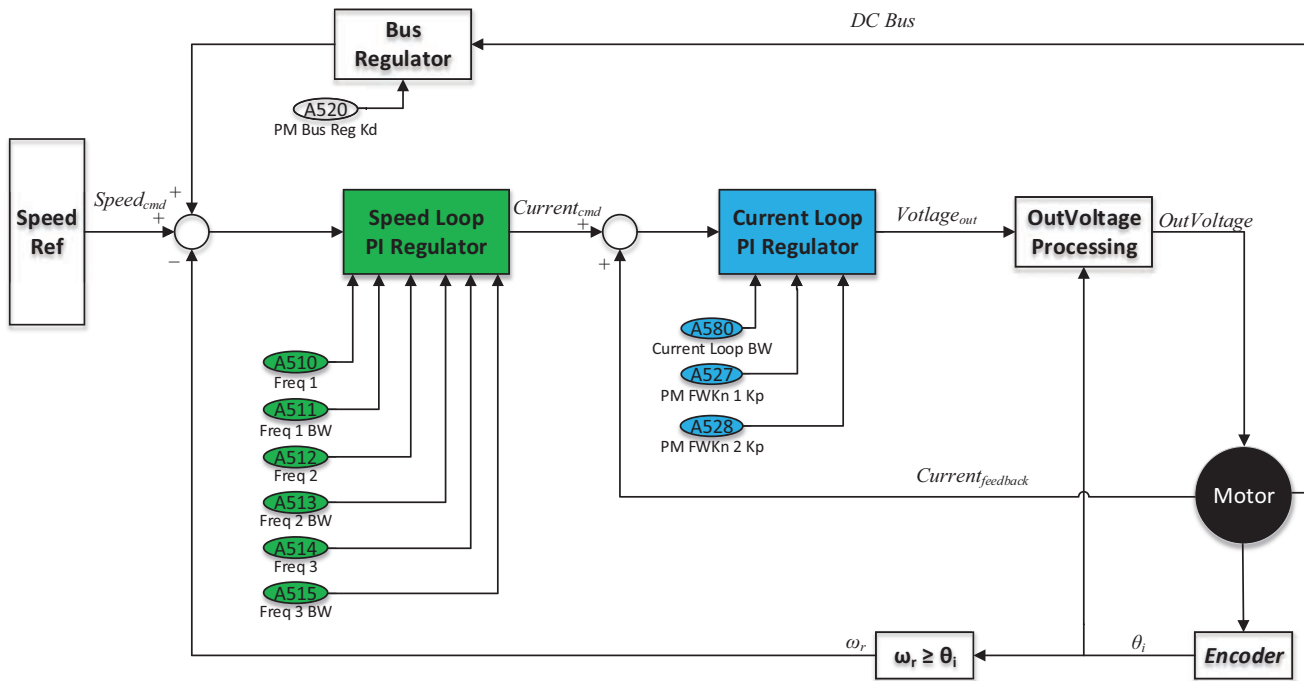 DC Bus
Bus
Regulator
A520
PM Bus Reg Kd
Speed
Ref
Speedcmd
+
+
−
Speed Loop
PI Regulator
Currentcmd
+
+
Current Loop
PI Regulator
Votlageout
OutVoltage
Processing
OutVoltage
A510
Freq 1
A511
Freq 1 BW
A512
Freq 2
A513
Freq 2 BW
A514
Freq 3
A515
Freq 3 BW
A580
Current Loop BW
A527
PM FWKn 1 Kp
A528
PM FWKn 2 Kp
Currentfeedback
Motor
ωr
ωr ≥ θi
θi
Encoder